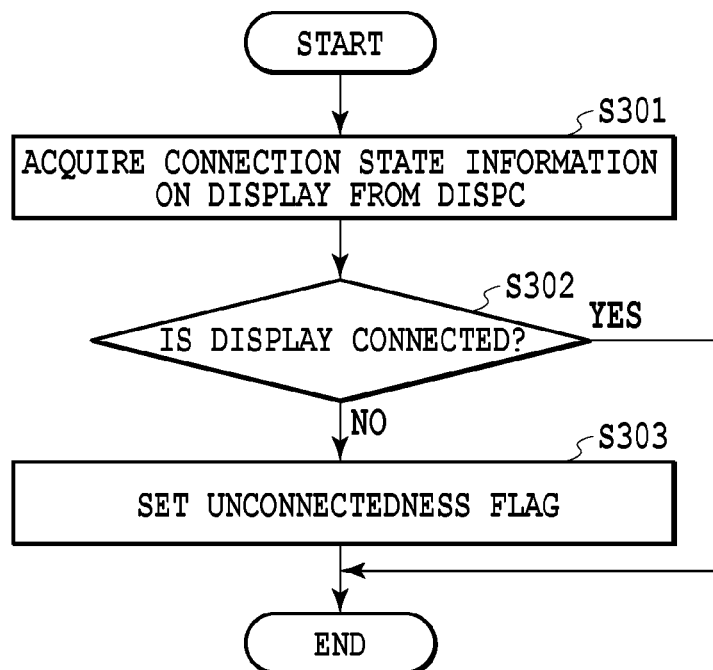 START
S301
ACQUIRE CONNECTION STATE INFORMATION
ON DISPLAY FROM DISPC
S302
IS DISPLAY CONNECTED?
YES
NO
S303
SET UNCONNECTEDNESS FLAG
END